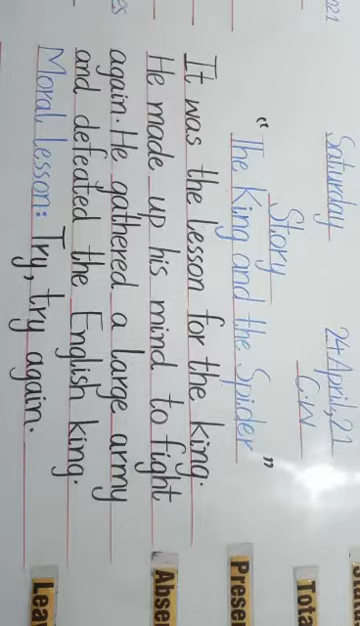 Saturday 24 April, 21
C.W
Story
"The King and the Spider"
It was the lesson for the king.
He made up his mind to fight
again. He gathered a large army
and defeated the English king.
Moral lesson: Try, try again.